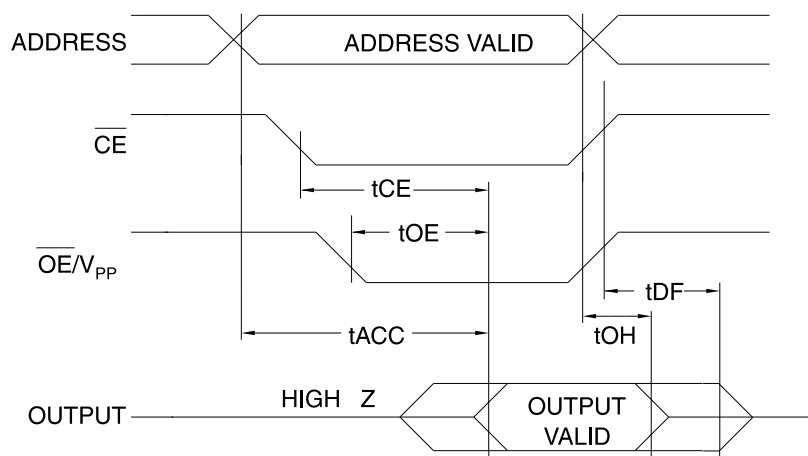 ADDRESS
ADDRESS VALID
CE
tCE
tOE
OE/VPP
tDF
tACC
tOH
HIGH Z
OUTPUT
OUTPUT
VALID